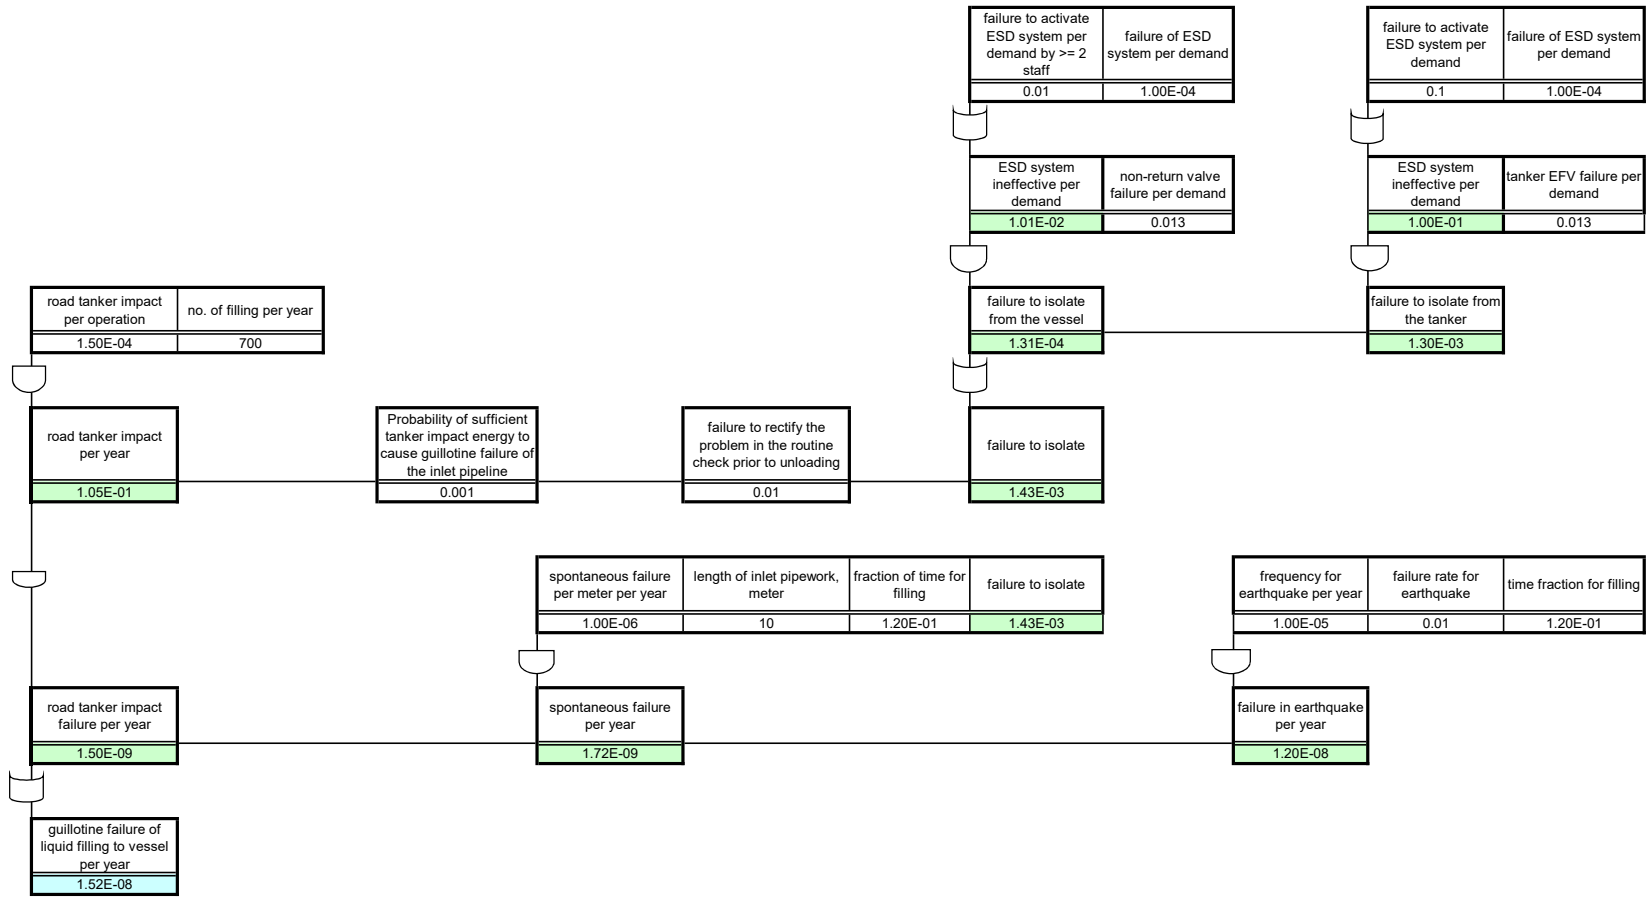 failure to activate
ESD system per
demand by >= 2
staff
failure of ESD
system per demand
0.01
1.00E-04
failure to activate
ESD system per
demand
failure of ESD system
per demand
0.1
1.00E-04
ESD system
ineffective per
demand
non-return valve
failure per demand
1.01E-02
0.013
ESD system
ineffective per
demand
tanker EFV failure per
demand
1.00E-01
0.013
road tanker impact
per operation
no. of filling per year
1.50E-04
700
failure to isolate
from the vessel
1.31E-04
failure to isolate from
the tanker
1.30E-03
road tanker impact
per year
1.05E-01
Probability of sufficient
tanker impact energy to
cause guillotine failure of
the inlet pipeline
0.001
failure to rectify the
problem in the routine
check prior to unloading
0.01
failure to isolate
1.43E-03
spontaneous failure
per meter per year
length of inlet pipework,
meter
fraction of time for
filling
failure to isolate
1.00E-06
10
1.20E-01
1.43E-03
frequency for
earthquake per year
failure rate for
earthquake
time fraction for filling
1.00E-05
0.01
1.20E-01
road tanker impact
failure per year
1.50E-09
spontaneous failure
per year
1.72E-09
failure in earthquake
per year
1.20E-08
guillotine failure of
liquid filling to vessel
per year
1.52E-08